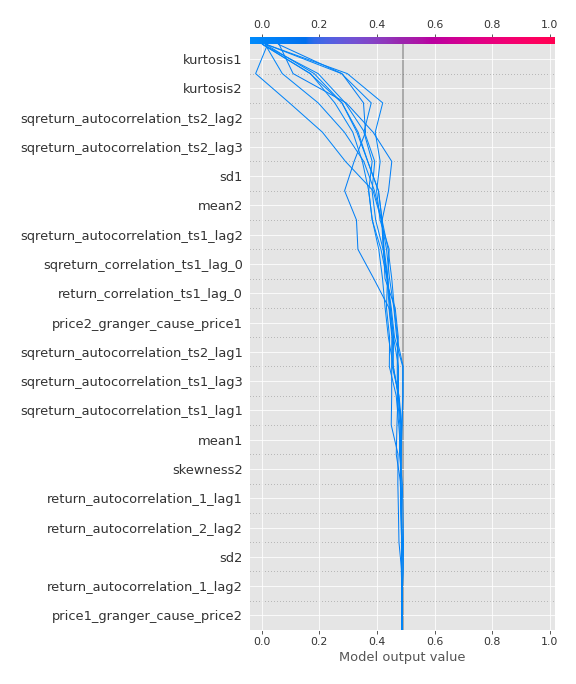 0.0 0.2 0.4 0.6 0.8 1.0
kurtosis1
kurtosis2
sqreturn_autocorrelation_ts2_lag2
sqreturn_autocorrelation_ts2_lag3
sd1
mean2
sqreturn_autocorrelation_ts1_lag2
sqreturn_correlation_ts1_lag_0
return_correlation_ts1_lag_0
price2_granger_cause_price1
sqreturn_autocorrelation_ts2_lag1
sqreturn_autocorrelation_ts1_lag3
sqreturn_autocorrelation_ts1_lag1
mean1
skewness2
return_autocorrelation_1_lag1
return_autocorrelation_2_lag2
sd2
return_autocorrelation_1_lag2
price1_granger_cause_price2
0.0 0.2 0.4 0.6 0.8 1.0
Model output value